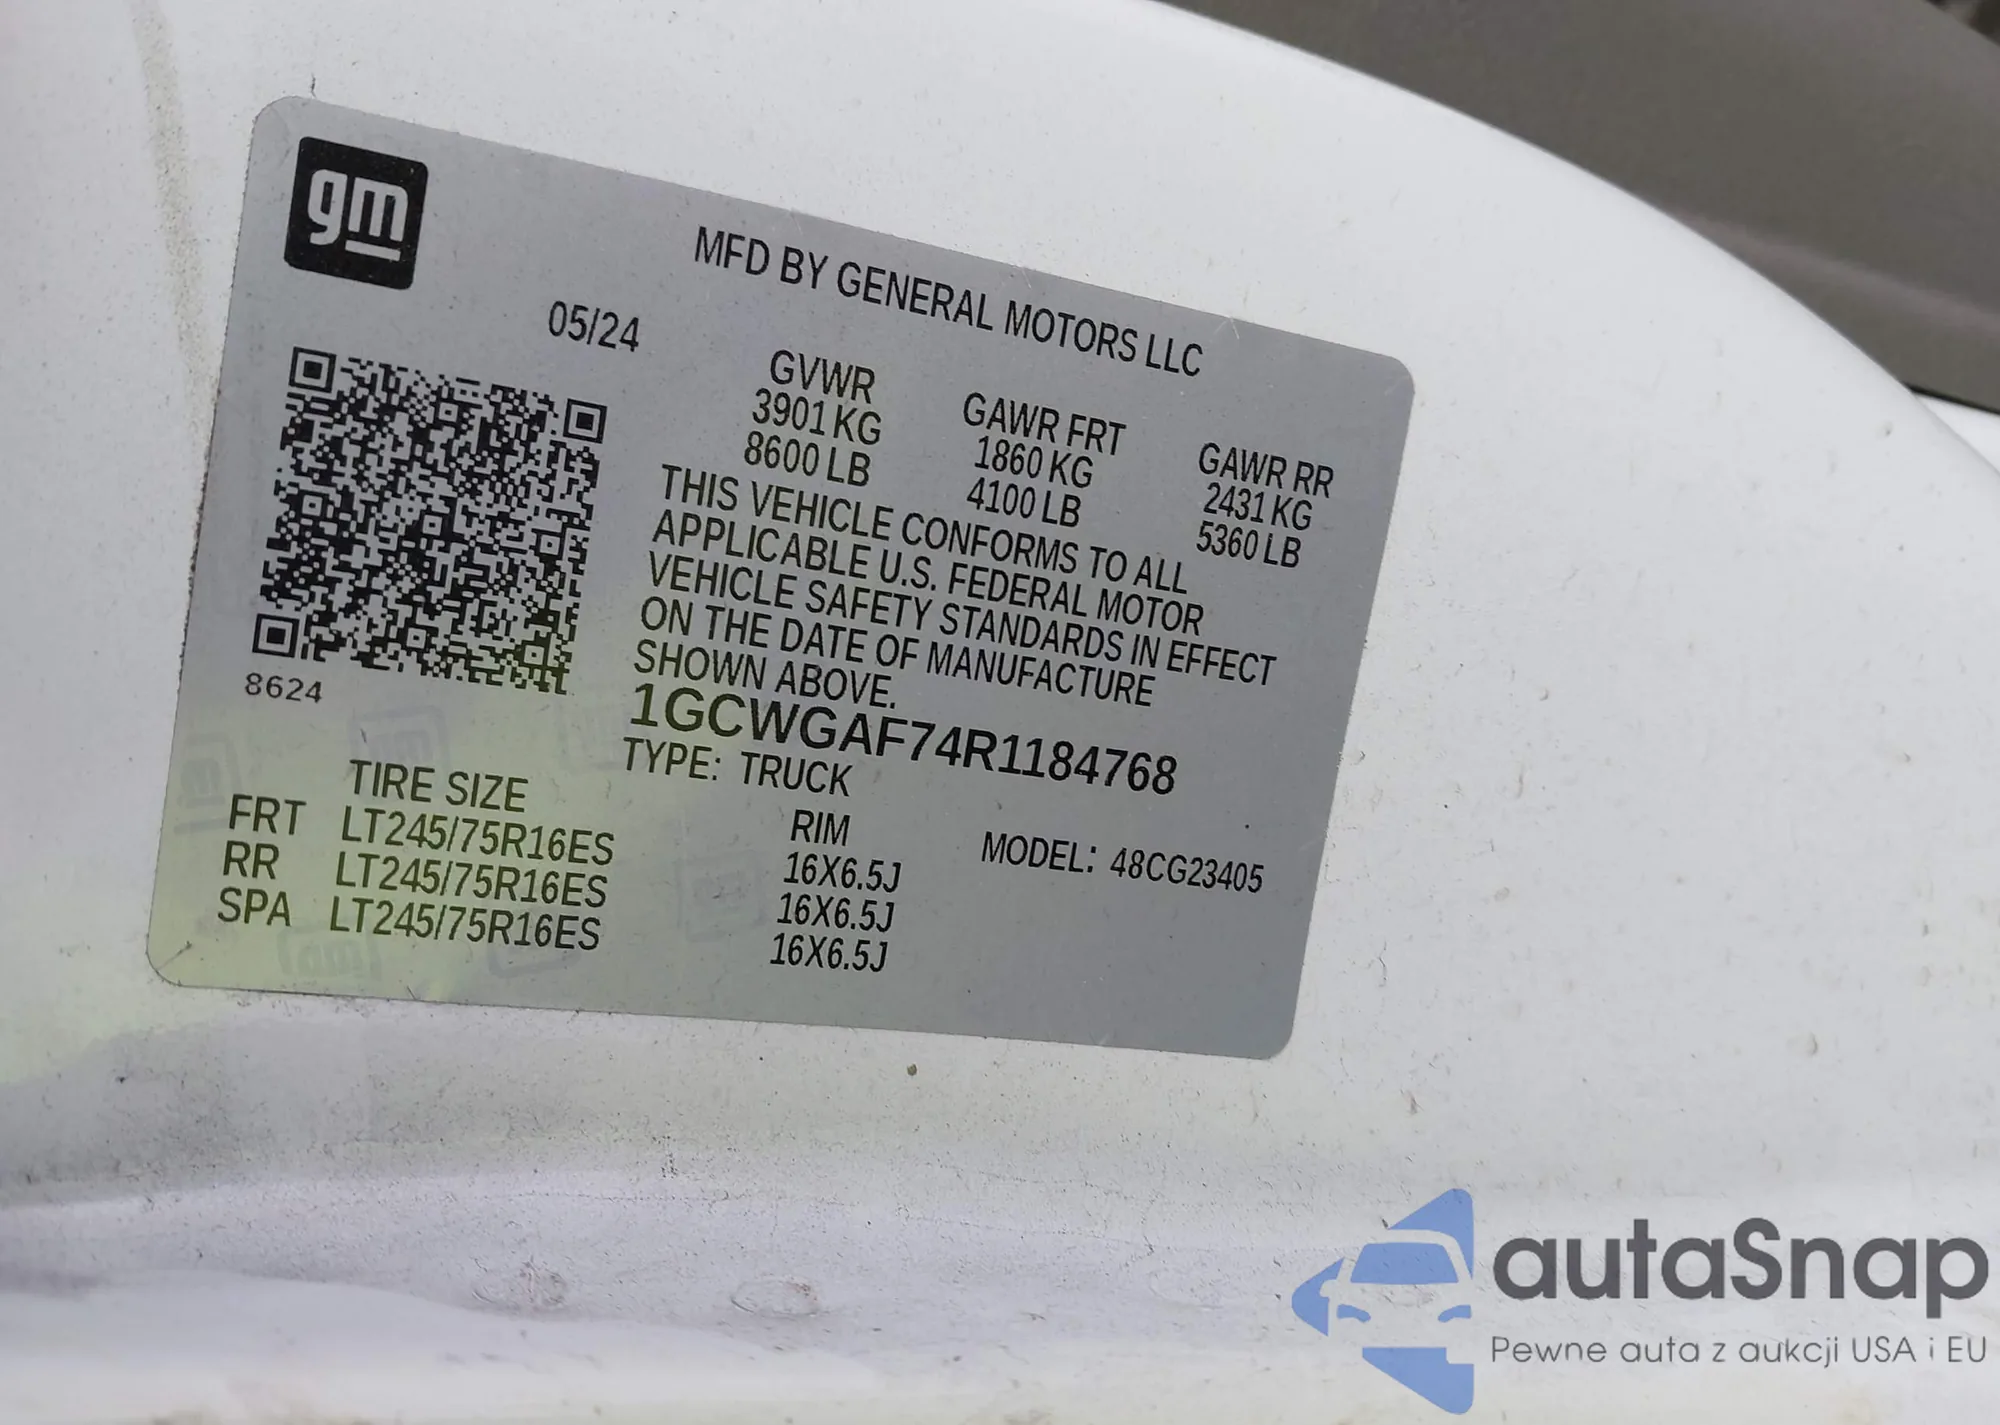 gm
MFD BY GENERAL MOTORS LLC
05/24
GVWR GAWR FRT GAWR RR
3901 KG 1860 KG 2431 KG
8600 LB 4100 LB 5360 LB
THIS VEHICLE CONFORMS TO ALL
APPLICABLE U.S. FEDERAL MOTOR
VEHICLE SAFETY STANDARDS IN EFFECT
ON THE DATE OF MANUFACTURE
SHOWN ABOVE.
8624
1GCWGAF74R1184768
TYPE: TRUCK
TIRE SIZE RIM MODEL: 48CG23405
FRT LT245/75R16ES 16X6.5J
RR LT245/75R16ES 16X6.5J
SPA LT245/75R16ES 16X6.5J
autaSnap
Pewne auta z aukcji USA i EU